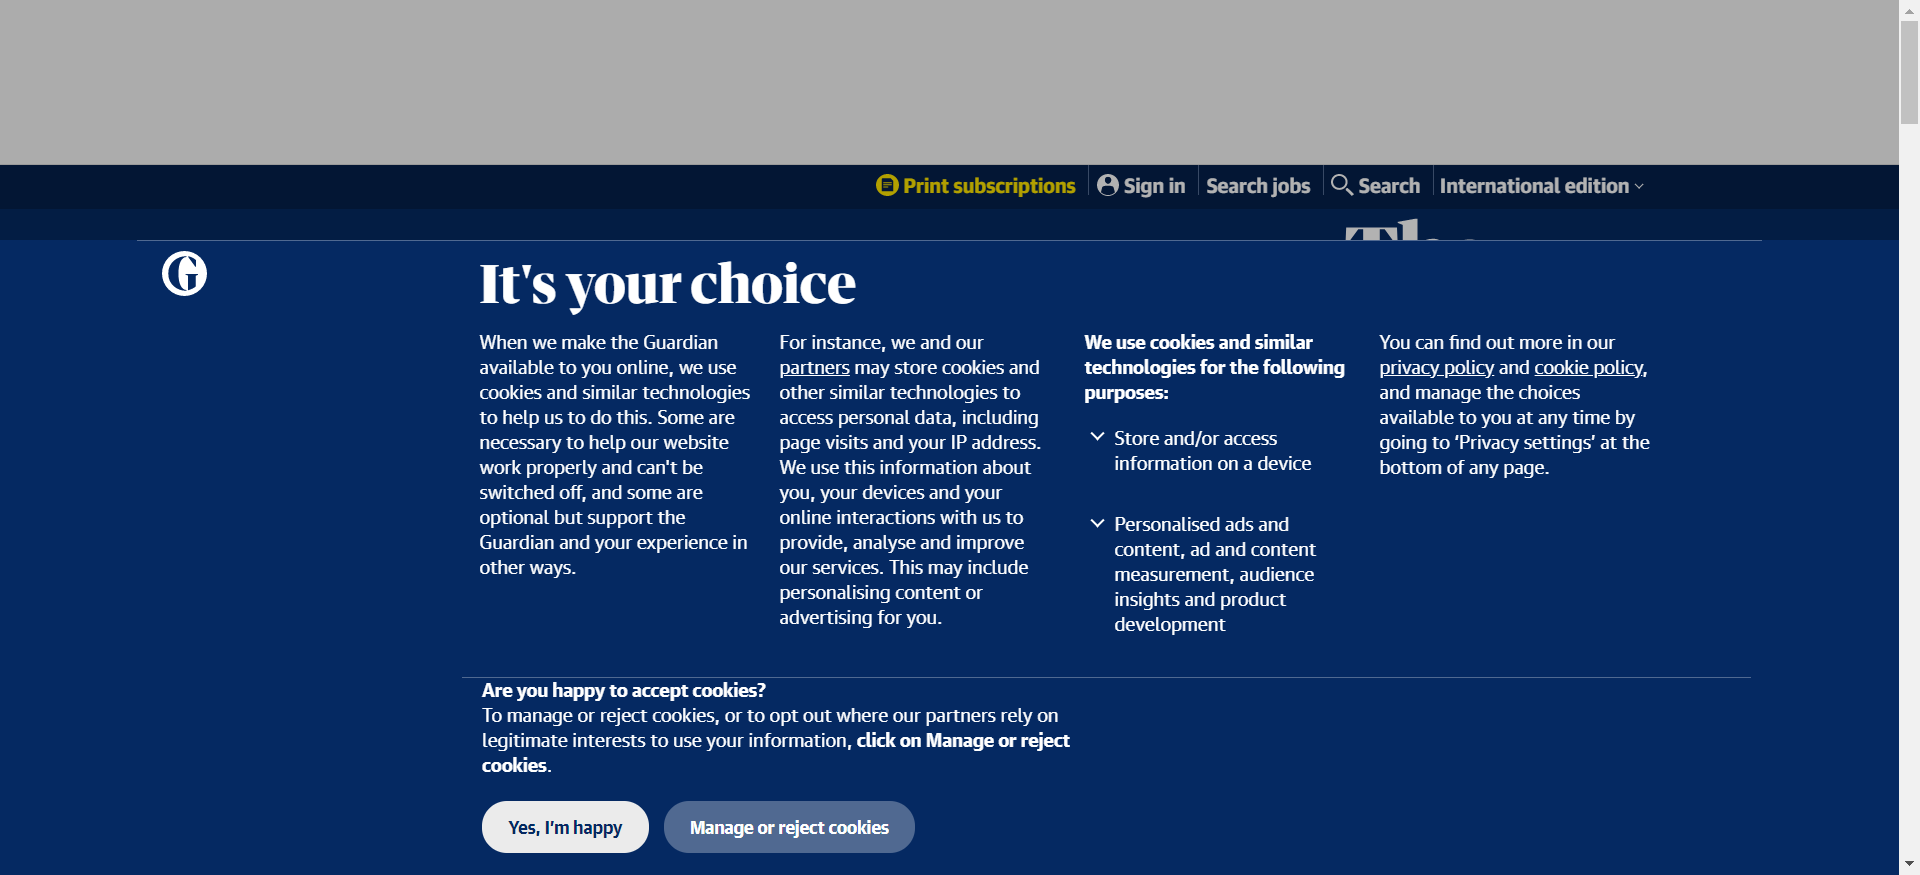 Print subscriptions
Sign in
Search jobs
Search
International edition
It's your choice
When we make the Guardian
available to you online, we use
cookies and similar technologies
to help us to do this. Some are
necessary to help our website
work properly and can't be
switched off, and some are
optional but support the
Guardian and your experience in
other ways.
For instance, we and our
partners may store cookies and
other similar technologies to
access personal data, including
page visits and your IP address.
We use this information about
you, your devices and your
online interactions with us to
provide, analyse and improve
our services. This may include
personalising content or
advertising for you.
We use cookies and similar
technologies for the following
purposes:
Store and/or access
information on a device
Personalised ads and
content, ad and content
measurement, audience
insights and product
development
You can find out more in our
privacy policy and cookie policy,
and manage the choices
available to you at any time by
going to ‘Privacy settings’ at the
bottom of any page.
Are you happy to accept cookies?
To manage or reject cookies, or to opt out where our partners rely on
legitimate interests to use your information, click on Manage or reject
cookies.
Yes, I’m happy
Manage or reject cookies